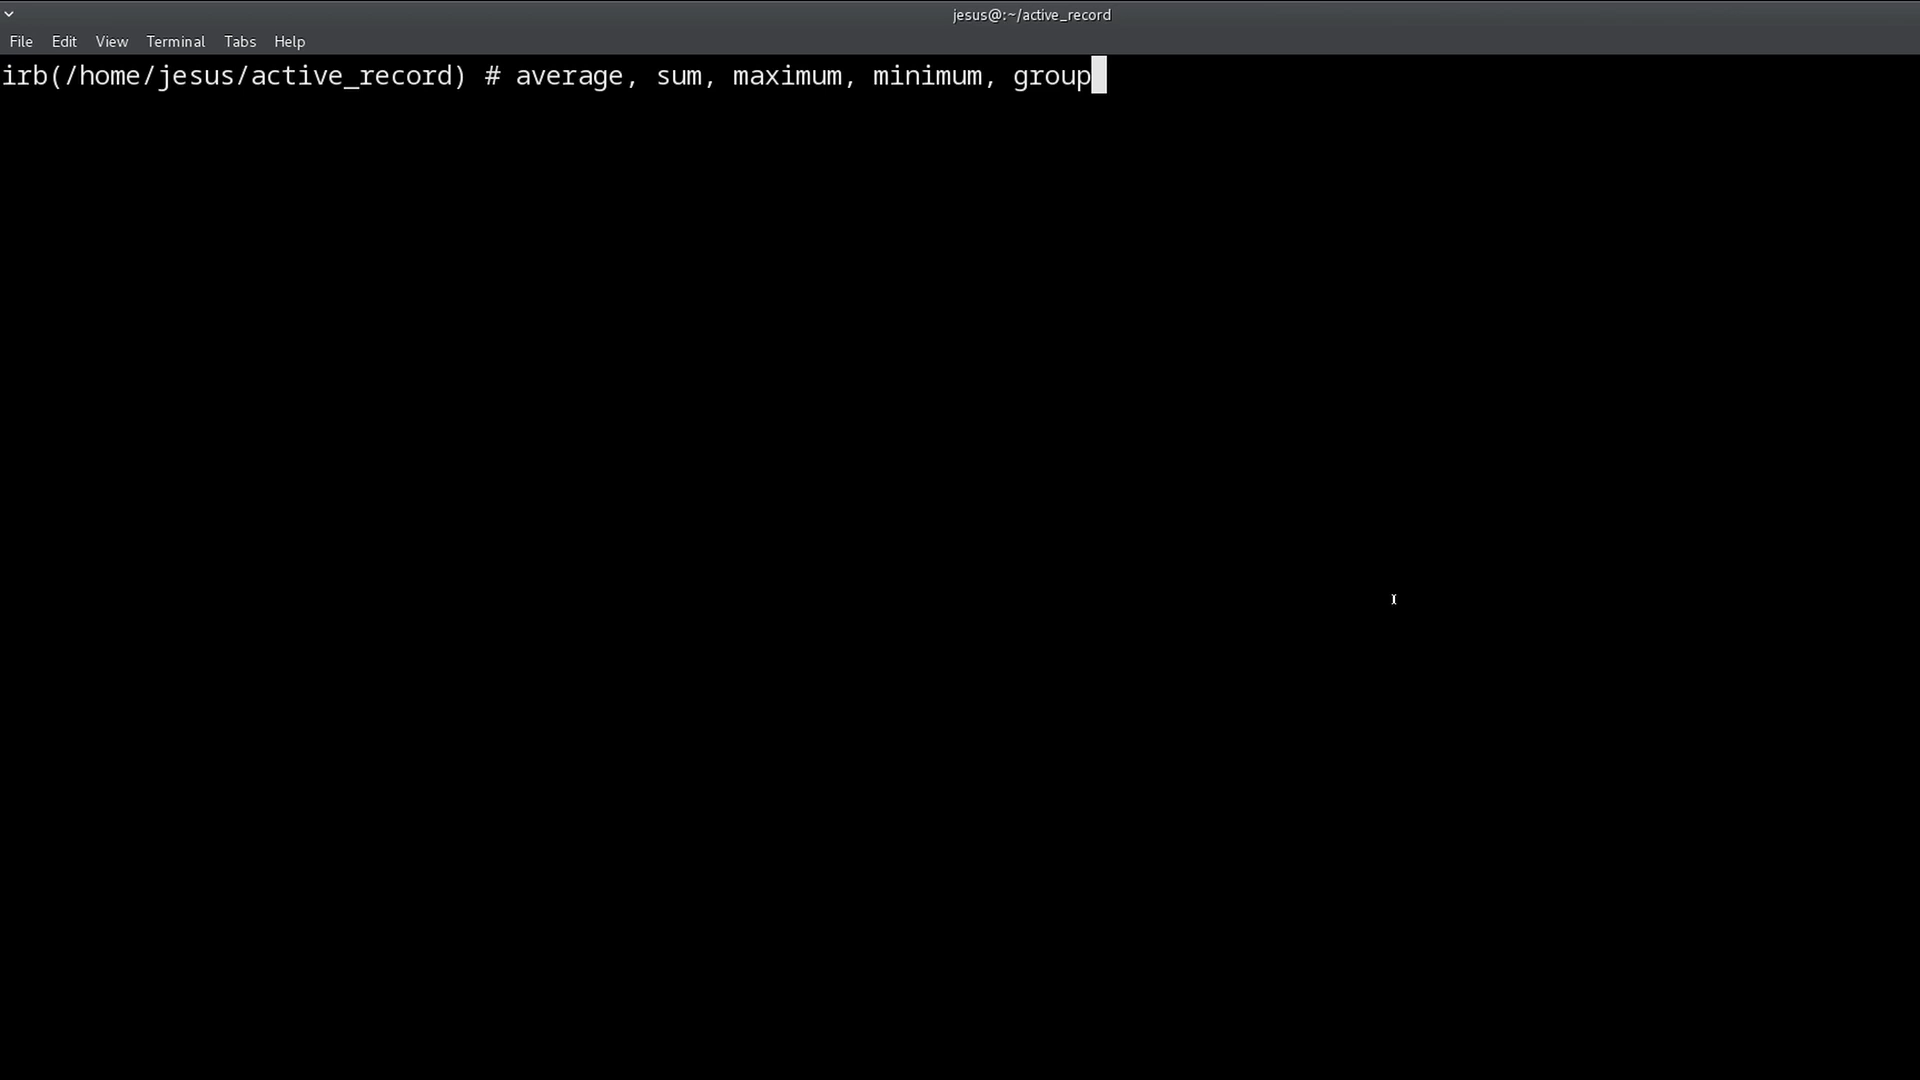 jesus@:~/active_record
File Edit View Terminal Tabs Help
irb(/home/jesus/active_record) # average, sum, maximum, minimum, group